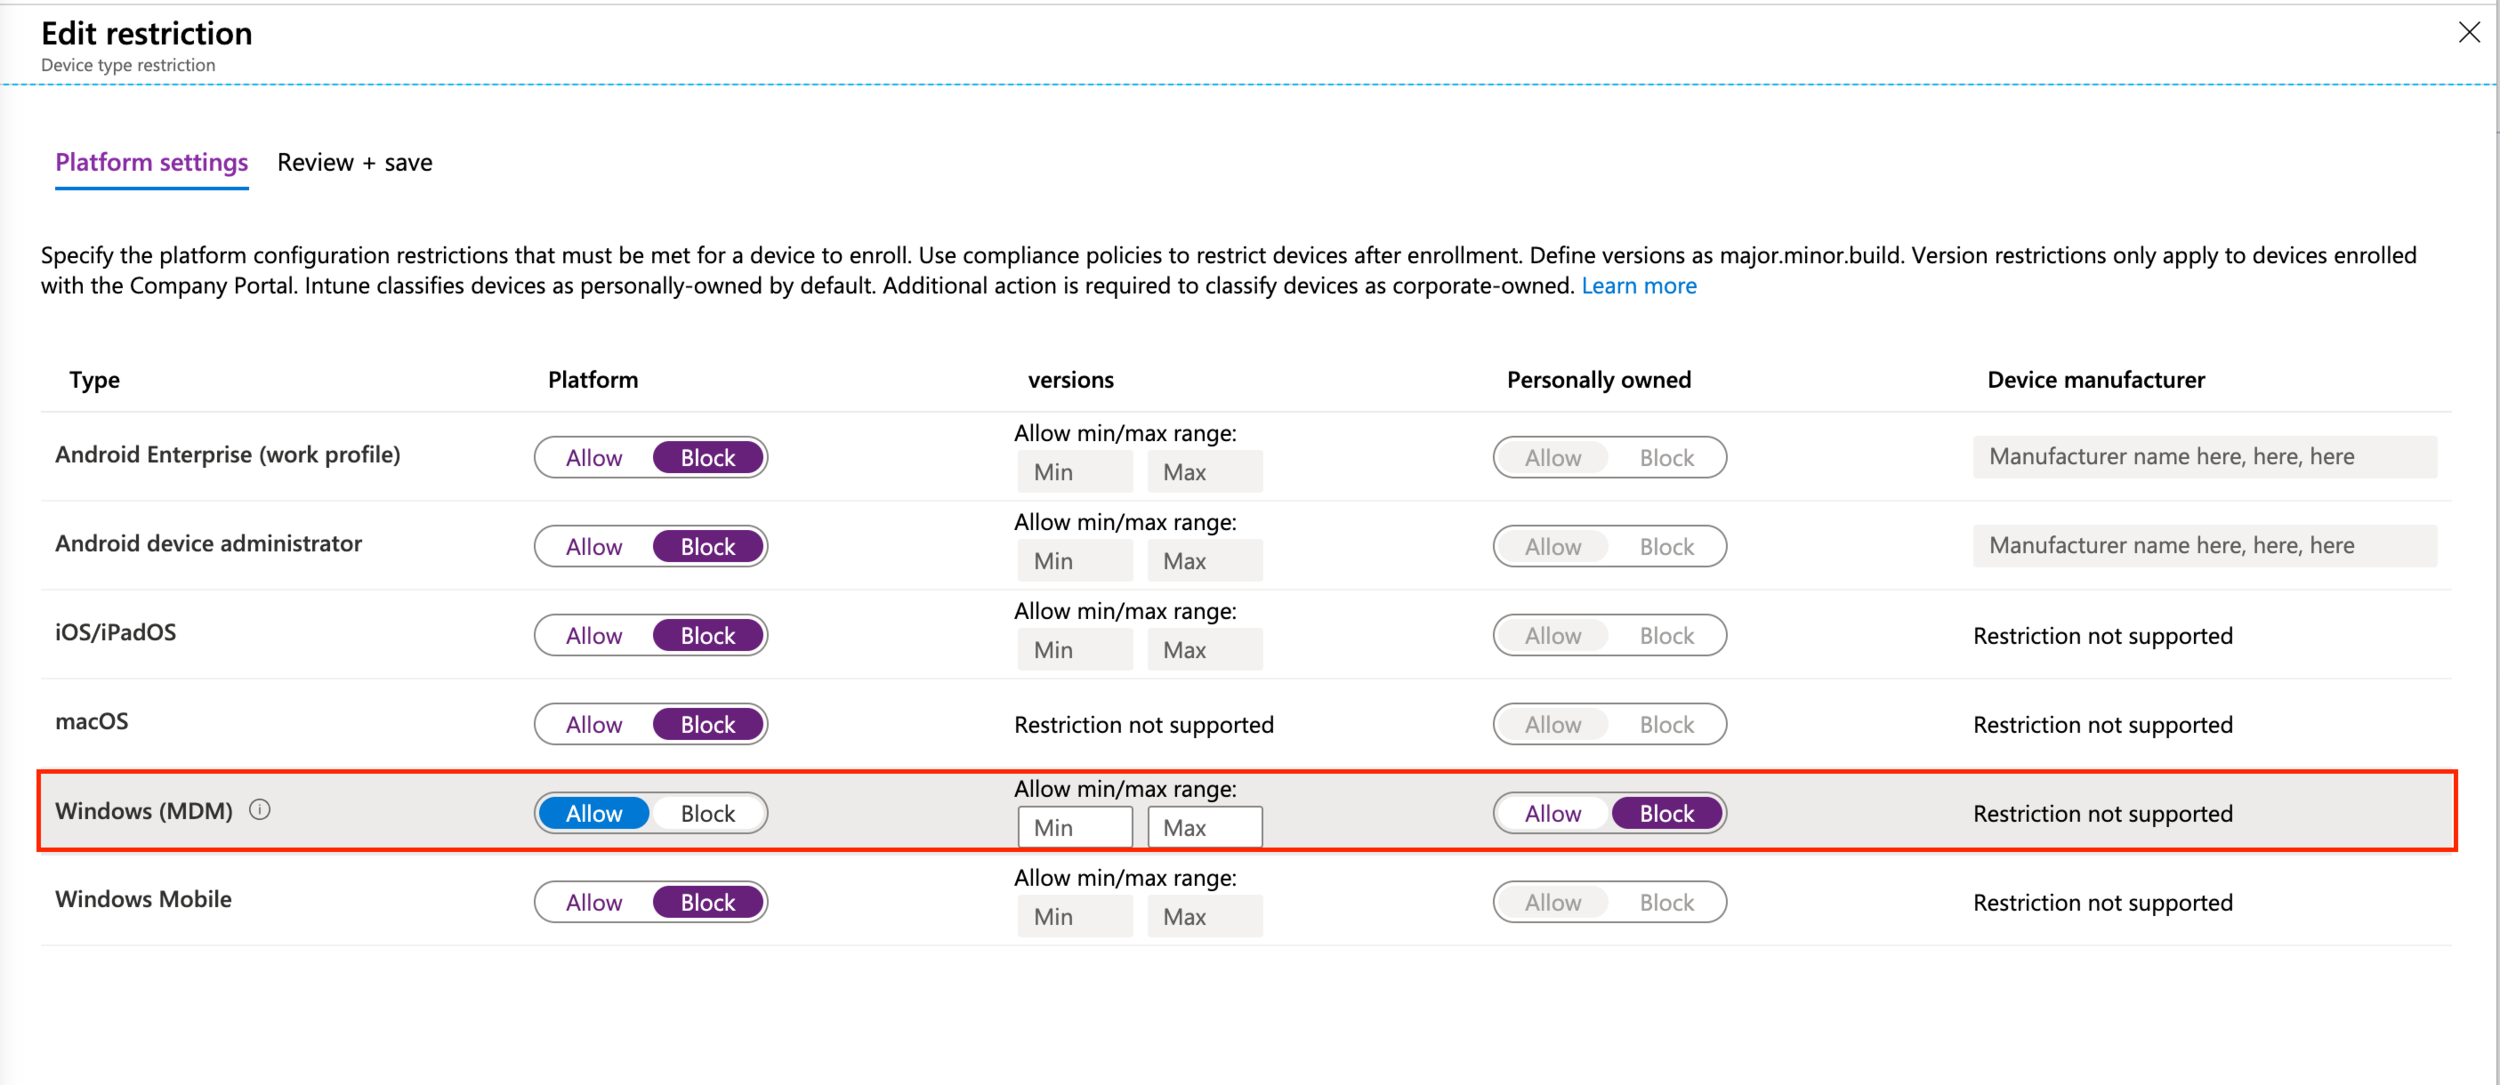 Edit restriction
Device type restriction
Platform settings Review + save
Specify the platform configuration restrictions that must be met for a device to enroll. Use compliance policies to restrict devices after enrollment. Define versions as major.minor.build. Version restrictions only apply to devices enrolled
with the Company Portal. Intune classifies devices as personally-owned by default. Additional action is required to classify devices as corporate-owned. Learn more
Type Platform versions Personally owned Device manufacturer
Allow min/max range:
Android Enterprise (work profile) Allow Block Min Max Allow Block Manufacturer name here, here, here
Allow min/max range:
Android device administrator Allow Block Min Max Allow Block Manufacturer name here, here, here
Allow min/max range:
iOS/iPadOS Allow Block Min Max Allow Block Restriction not supported
macOS Allow Block Restriction not supported Allow Block Restriction not supported
Allow min/max range:
Windows (MDM) Allow Block Min Max Allow Block Restriction not supported
Allow min/max range:
Windows Mobile Allow Block Min Max Allow Block Restriction not supported